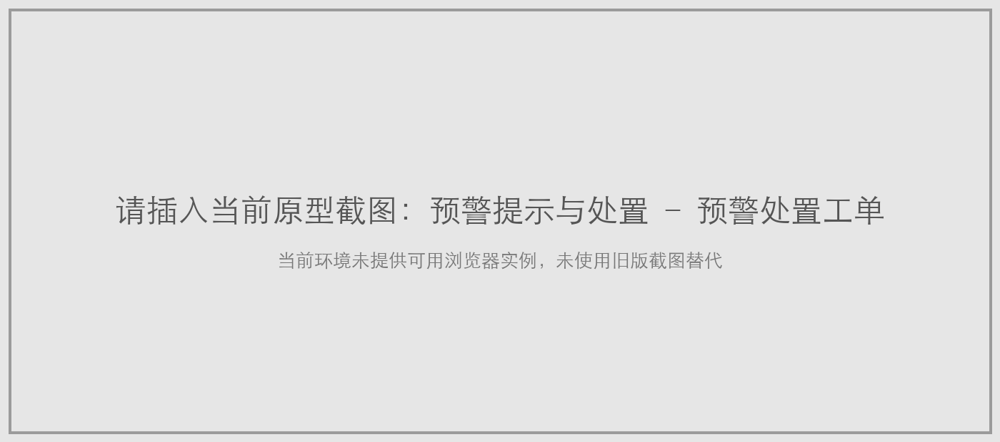 请插入当前原型截图：预警提示与处置 - 预警处置工单
当前环境未提供可用浏览器实例，未使用旧版截图替代